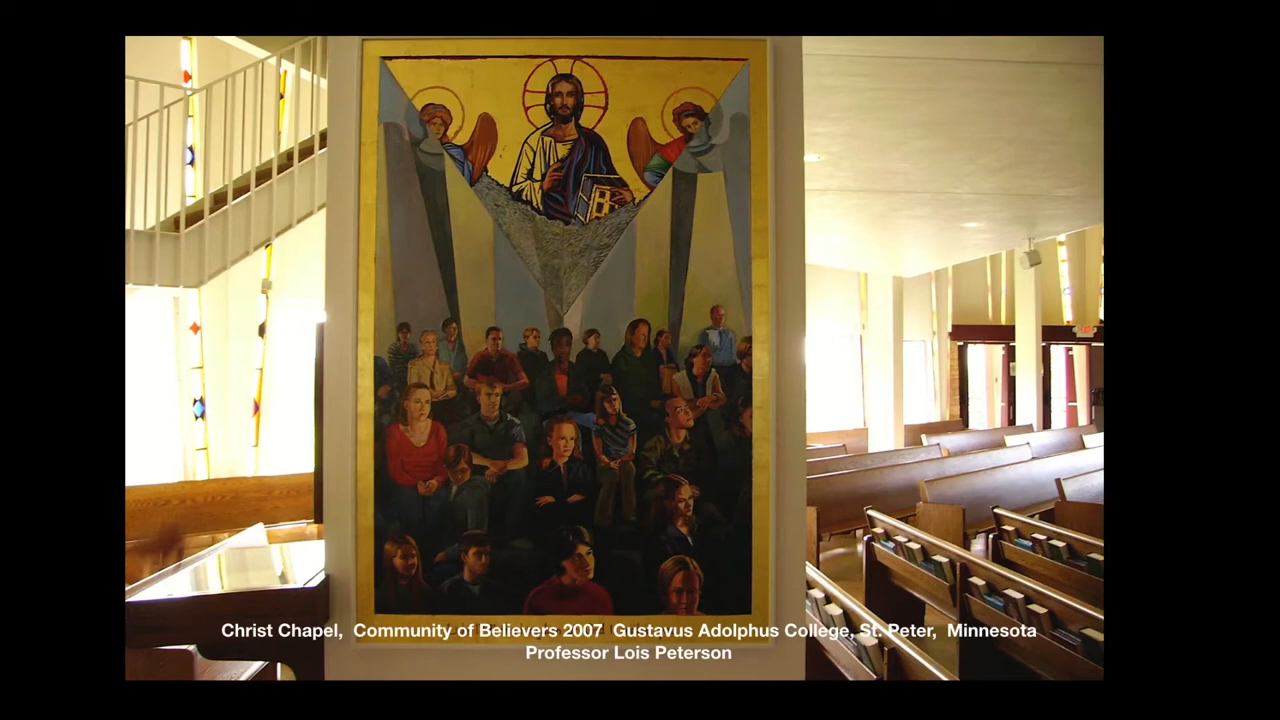 Christ Chapel, Community of Believers 2007 Gustavus Adolphus College, St. Peter, Minnesota
Professor Lois Peterson